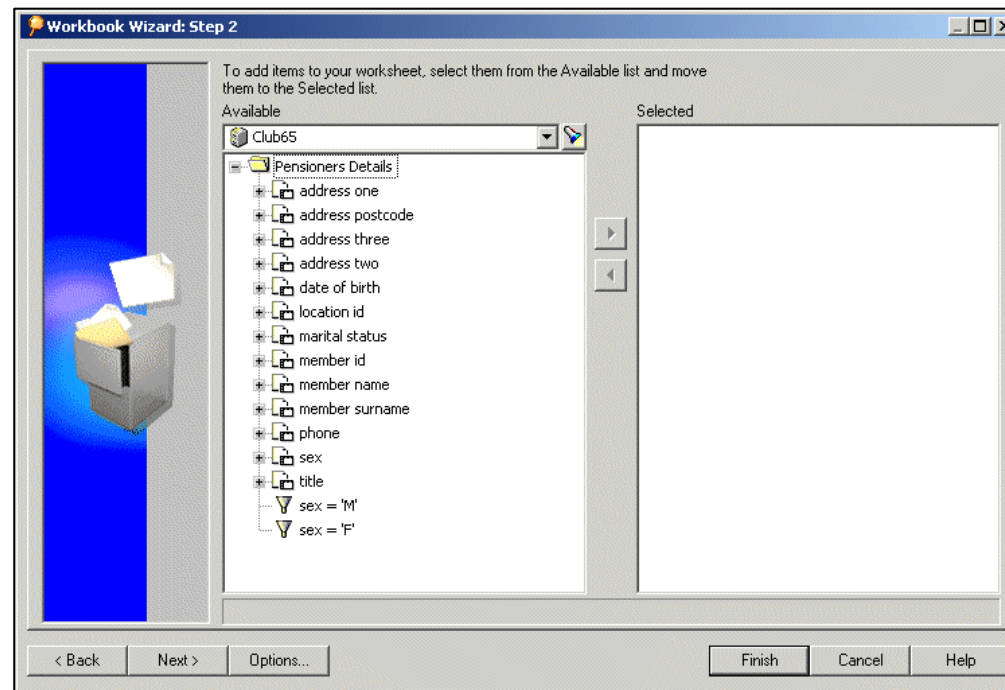 Workbook Wizard: Step 2
To add items to your worksheet, select them from the Available list and move
them to the Selected list.
Available
Selected
Club65
Pensioners Details
address one
address postcode
address three
address two
date of birth
location id
marital status
member id
member name
member surname
phone
sex
title
sex = 'M'
sex = 'F'
< Back
Next >
Options...
Finish
Cancel
Help